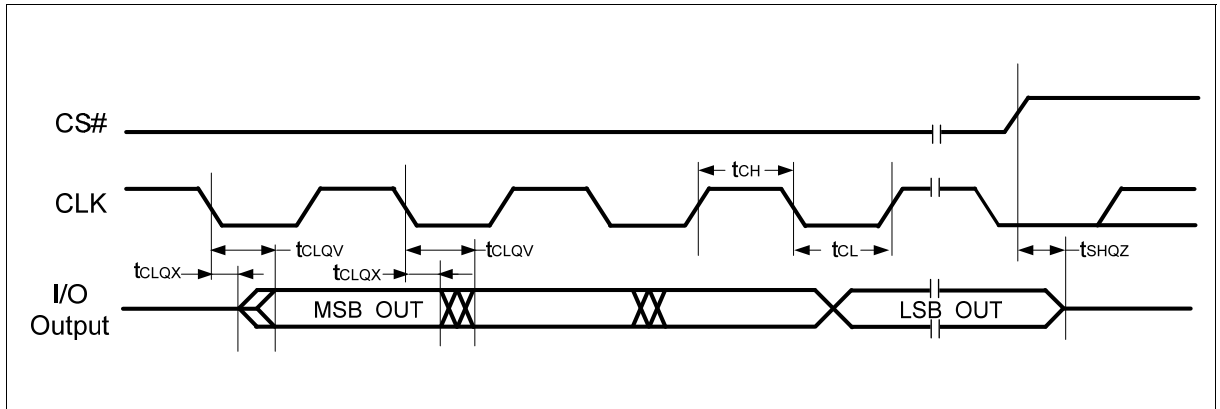 CS#
CLK
tCH
tCLQV
tCLQV
tCL
tSHQZ
tCLQX
tCLQX
I/O
Output
MSB OUT
LSB OUT